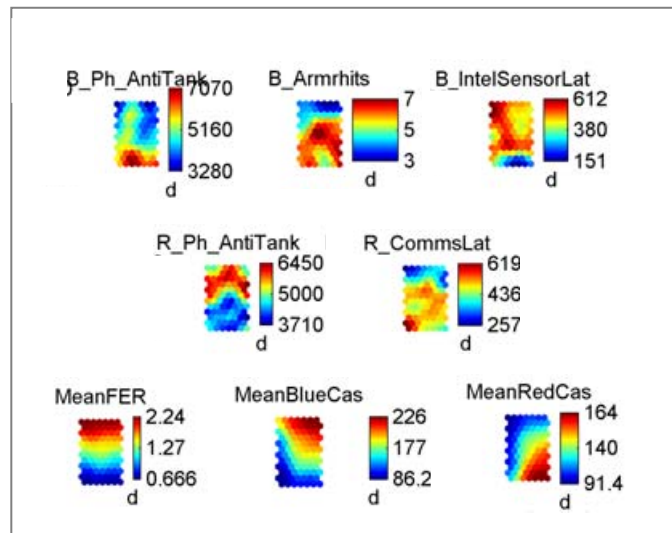 B_Ph_AntiTank
7070
5160
3280
d
B_Armrhits
7
5
3
d
B_IntelSensorLat
612
380
151
d
R_Ph_AntiTank
6450
5000
3710
d
R_CommsLat
619
436
257
d
MeanFER
2.24
1.27
0.666
d
MeanBlueCas
226
177
86.2
d
MeanRedCas
164
140
91.4
d